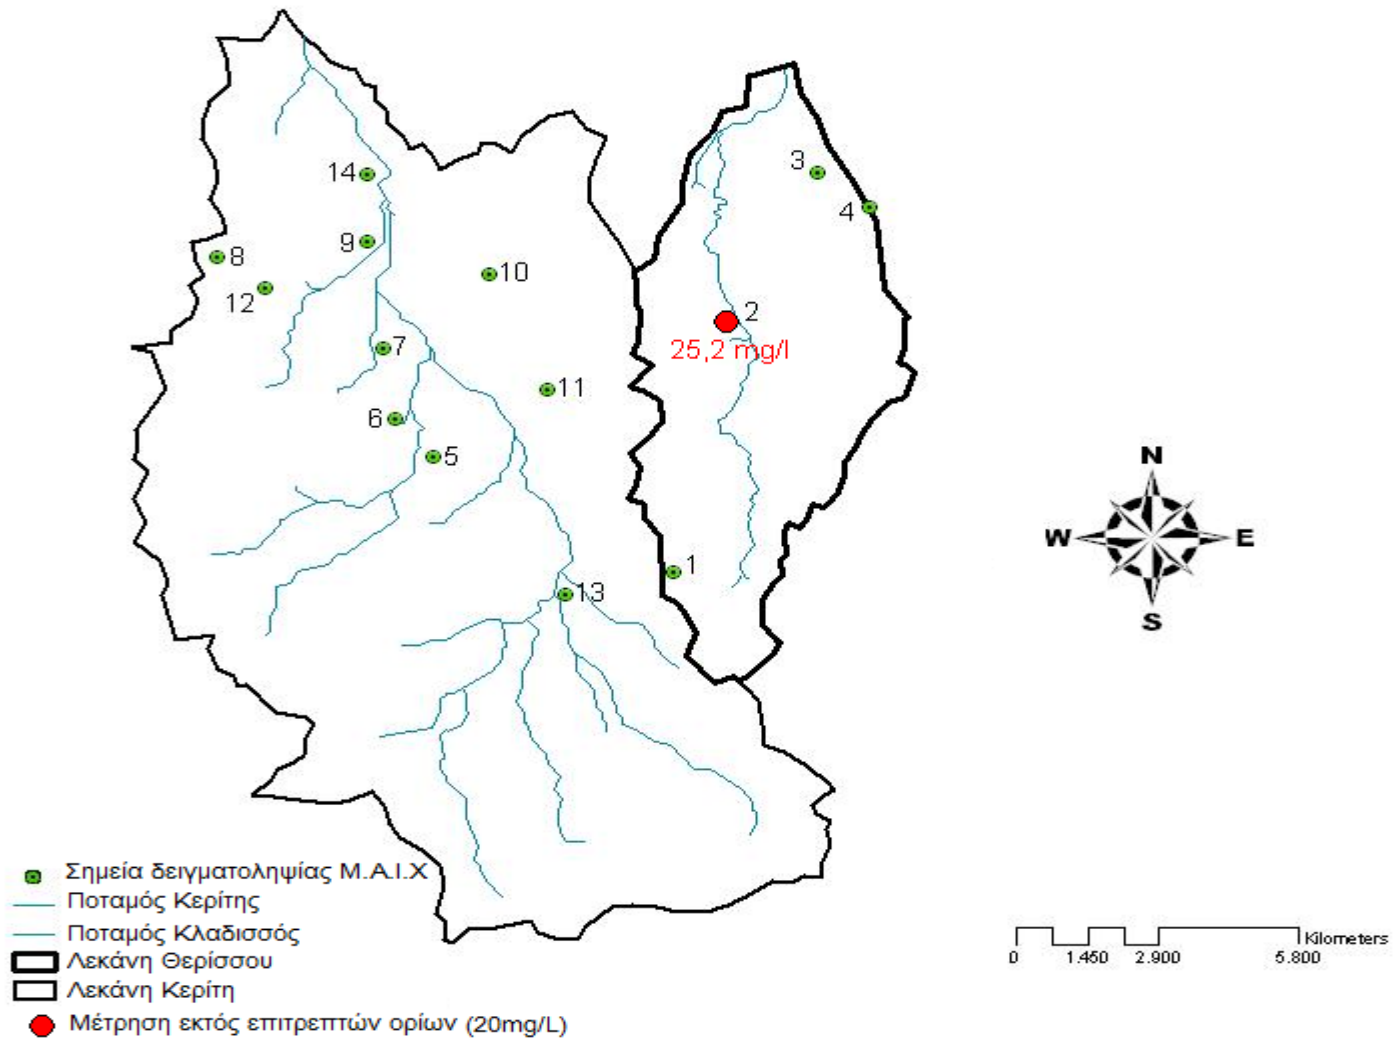 3
14
4
9
8
10
12
2
25,2 mg/l
7
11
6
5
N
W
E
S
1
13
Σημεία δειγματοληψίας Μ.Α.Ι.Χ
Ποταμός Κερίτης
Ποταμός Κλαδισσός
Λεκάνη Θερίσσου
Λεκάνη Κερίτη
Μέτρηση εκτός επιτρεπτών ορίων (20mg/L)
Kilometers
0 1.450 2.900 5.800